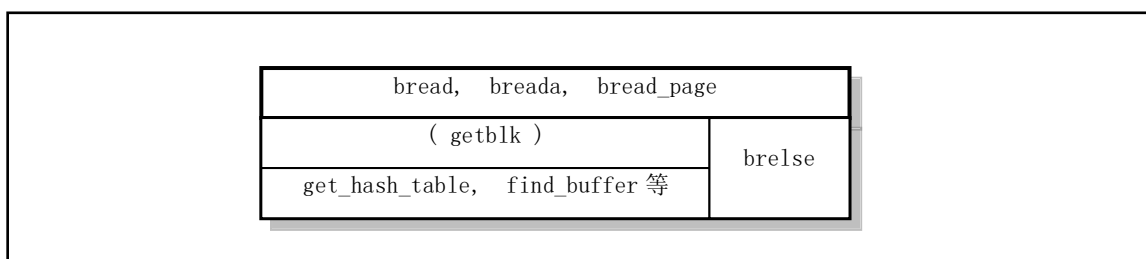 bread, breada, bread_page
( getblk )
brelse
get_hash_table, find_buffer 等